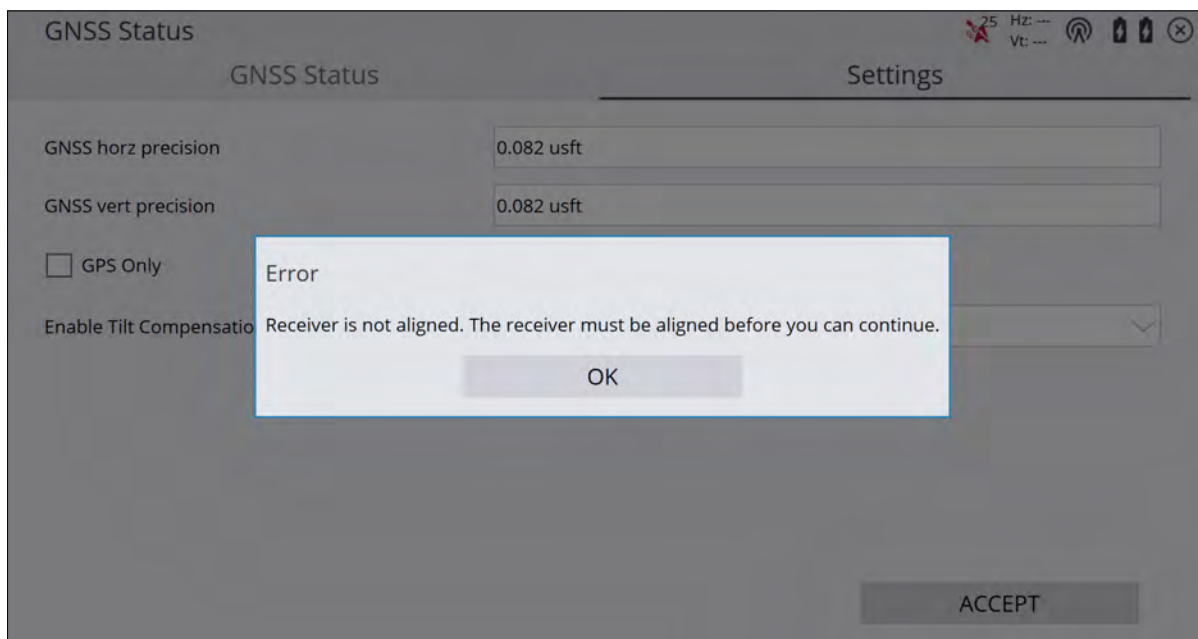 GNSS Status
25
Hz: ---
Vt: ---
GNSS Status
Settings
GNSS horz precision
0.082 usft
GNSS vert precision
0.082 usft
GPS Only
Error
Enable Tilt Compensatio
Receiver is not aligned. The receiver must be aligned before you can continue.
OK
ACCEPT